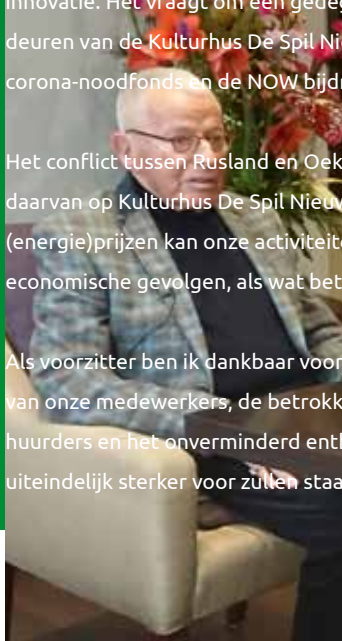 innovatie. Het vraagt om een gedeg
deuren van de Kulturhus De Spil Ni
corona-noodfonds en de NOW bijdr
Het conflict tussen Rusland en Oek
daarvan op Kulturhus De Spil Nieuw
(energie)prijzen kan onze activiteit
economische gevolgen, als wat bet
Als voorzitter ben ik dankbaar voor
van onze medewerkers, de betrokk
huurders en het onverminderd enth
uiteindelijk sterker voor zullen staa